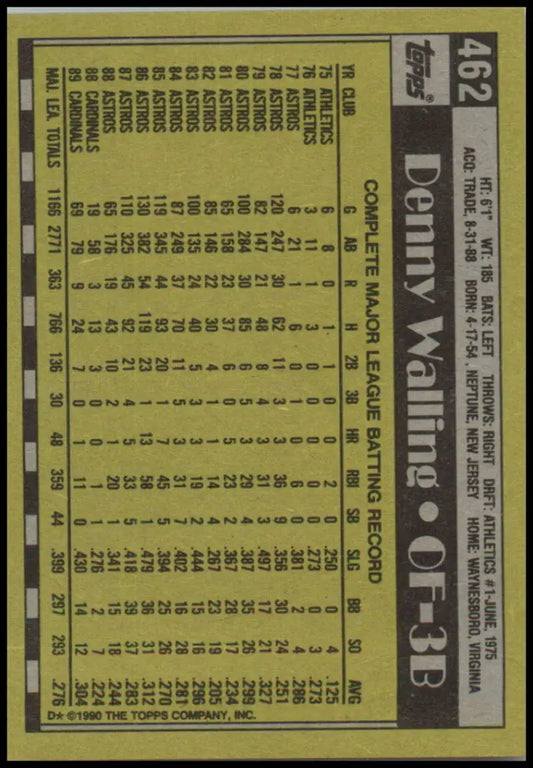 462
HT: 6'1" WT: 185 BATS: LEFT THROWS: RIGHT DRFT: ATHLETICS #1-JUNE, 1975
ACQ: TRADE, 8-31-88 BORN: 4-17-54, NEPTUNE, NEW JERSEY HOME: WAYNESBORO, VIRGINIA
Topps® Denny Walling • OF-3B
COMPLETE MAJOR LEAGUE BATTING RECORD
YR CLUB G AB R H 2B 3B HR RBI SB SLG BB SO AVG
75 ATHLETICS 6 8 0 1 1 0 0 2 0 .250 0 4 .125
76 ATHLETICS 3 11 1 3 0 0 0 0 0 .273 0 3 .273
77 ASTROS 6 21 1 6 0 1 0 6 0 .381 2 4 .286
78 ASTROS 120 247 30 62 11 3 3 36 9 .356 30 24 .251
79 ASTROS 82 147 21 48 8 4 3 31 3 .497 17 21 .327
80 ASTROS 100 284 30 85 6 5 3 29 4 .387 35 26 .299
81 ASTROS 65 158 23 37 6 0 5 23 2 .367 28 17 .234
82 ASTROS 85 146 22 30 4 1 1 14 4 .267 23 19 .205
83 ASTROS 100 135 24 40 5 3 3 19 2 .444 15 16 .296
84 ASTROS 87 249 37 70 11 5 3 31 7 .402 16 28 .281
85 ASTROS 119 345 44 93 20 1 7 45 5 .394 25 26 .270
86 ASTROS 130 382 54 119 23 1 13 58 1 .479 36 31 .312
87 ASTROS 110 325 45 92 21 4 5 33 5 .418 39 37 .283
88 ASTROS 65 176 19 43 10 2 1 20 1 .341 15 18 .244
88 CARDINALS 19 58 3 13 3 0 0 1 1 .276 2 7 .224
89 CARDINALS 69 79 9 24 7 0 1 11 0 .430 14 12 .304
MAJ. LEA. TOTALS 1166 2771 363 766 136 30 48 359 44 .399 297 293 .276
D* ©1990 THE TOPPS COMPANY, INC.